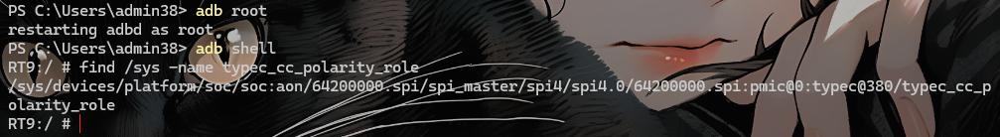 PS C:\Users\admin38> adb root
restarting adbd as root
PS C:\Users\admin38> adb shell
RT9:/ # find /sys -name typec_cc_polarity_role
/sys/devices/platform/soc/soc:aon/64200000.spi/spi_master/spi4/spi4.0/64200000.spi:pmic@0:typec@380/typec_cc_p
olarity_role
RT9:/ #